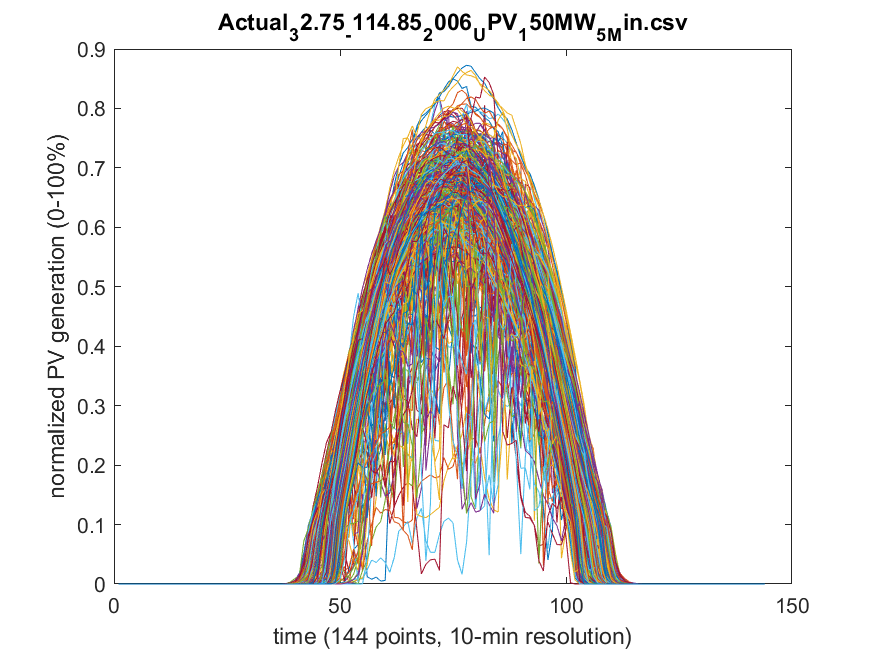 Actual₃2.75₋114.85₂006ᵤPV₁50MW₅ₘin.csv
normalized PV generation (0-100%)
0.9
0.8
0.7
0.6
0.5
0.4
0.3
0.2
0.1
0
0 50 100 150
time (144 points, 10-min resolution)